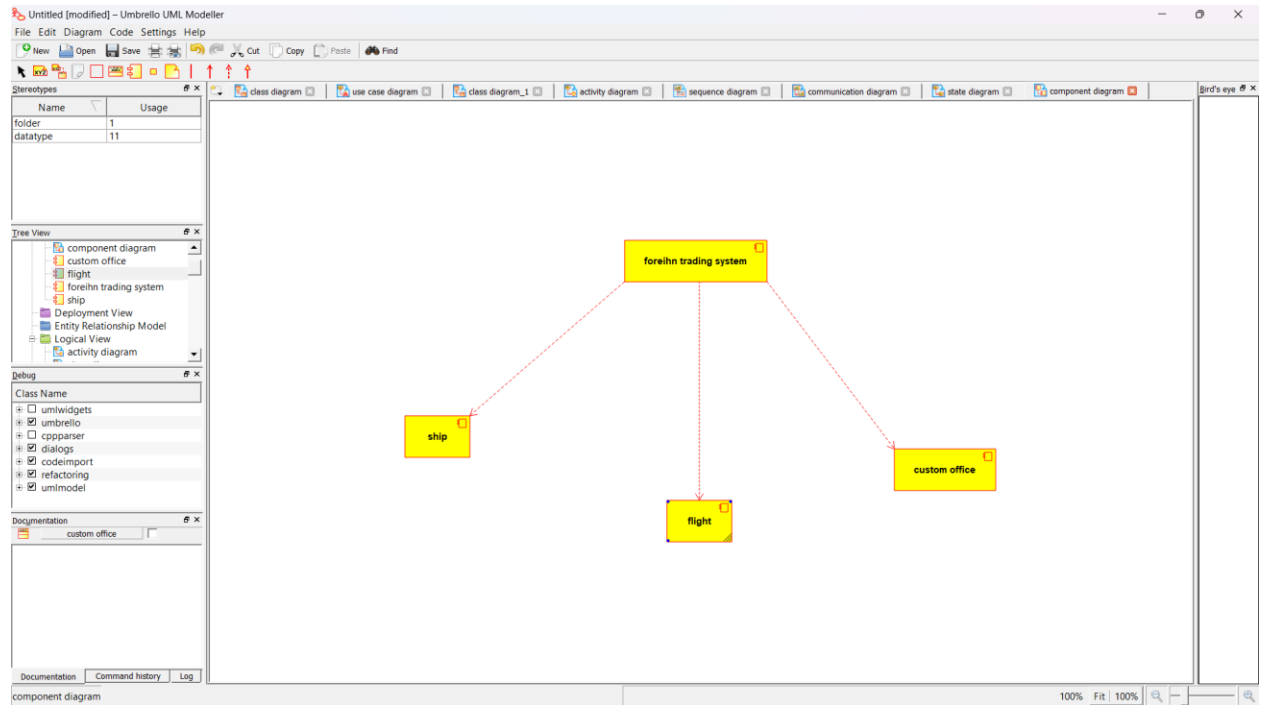 Untitled [modified] – Umbrello UML Modeller
File Edit Diagram Code Settings Help
New Open Save Cut Copy Paste Find
Stereotypes
Name Usage
folder 1
datatype 11
class diagram use case diagram class diagram_1 activity diagram sequence diagram communication diagram state diagram component diagram
Bird's eye
Tree View
component diagram
custom office
flight
foreihn trading system
ship
Deployment View
Entity Relationship Model
Logical View
activity diagram
Debug
Class Name
umlwidgets
umbrello
cppparser
dialogs
codeimport
refactoring
umlmodel
Documentation
custom office
Documentation Command history Log
foreihn trading system
ship
custom office
flight
component diagram
100% Fit 100%